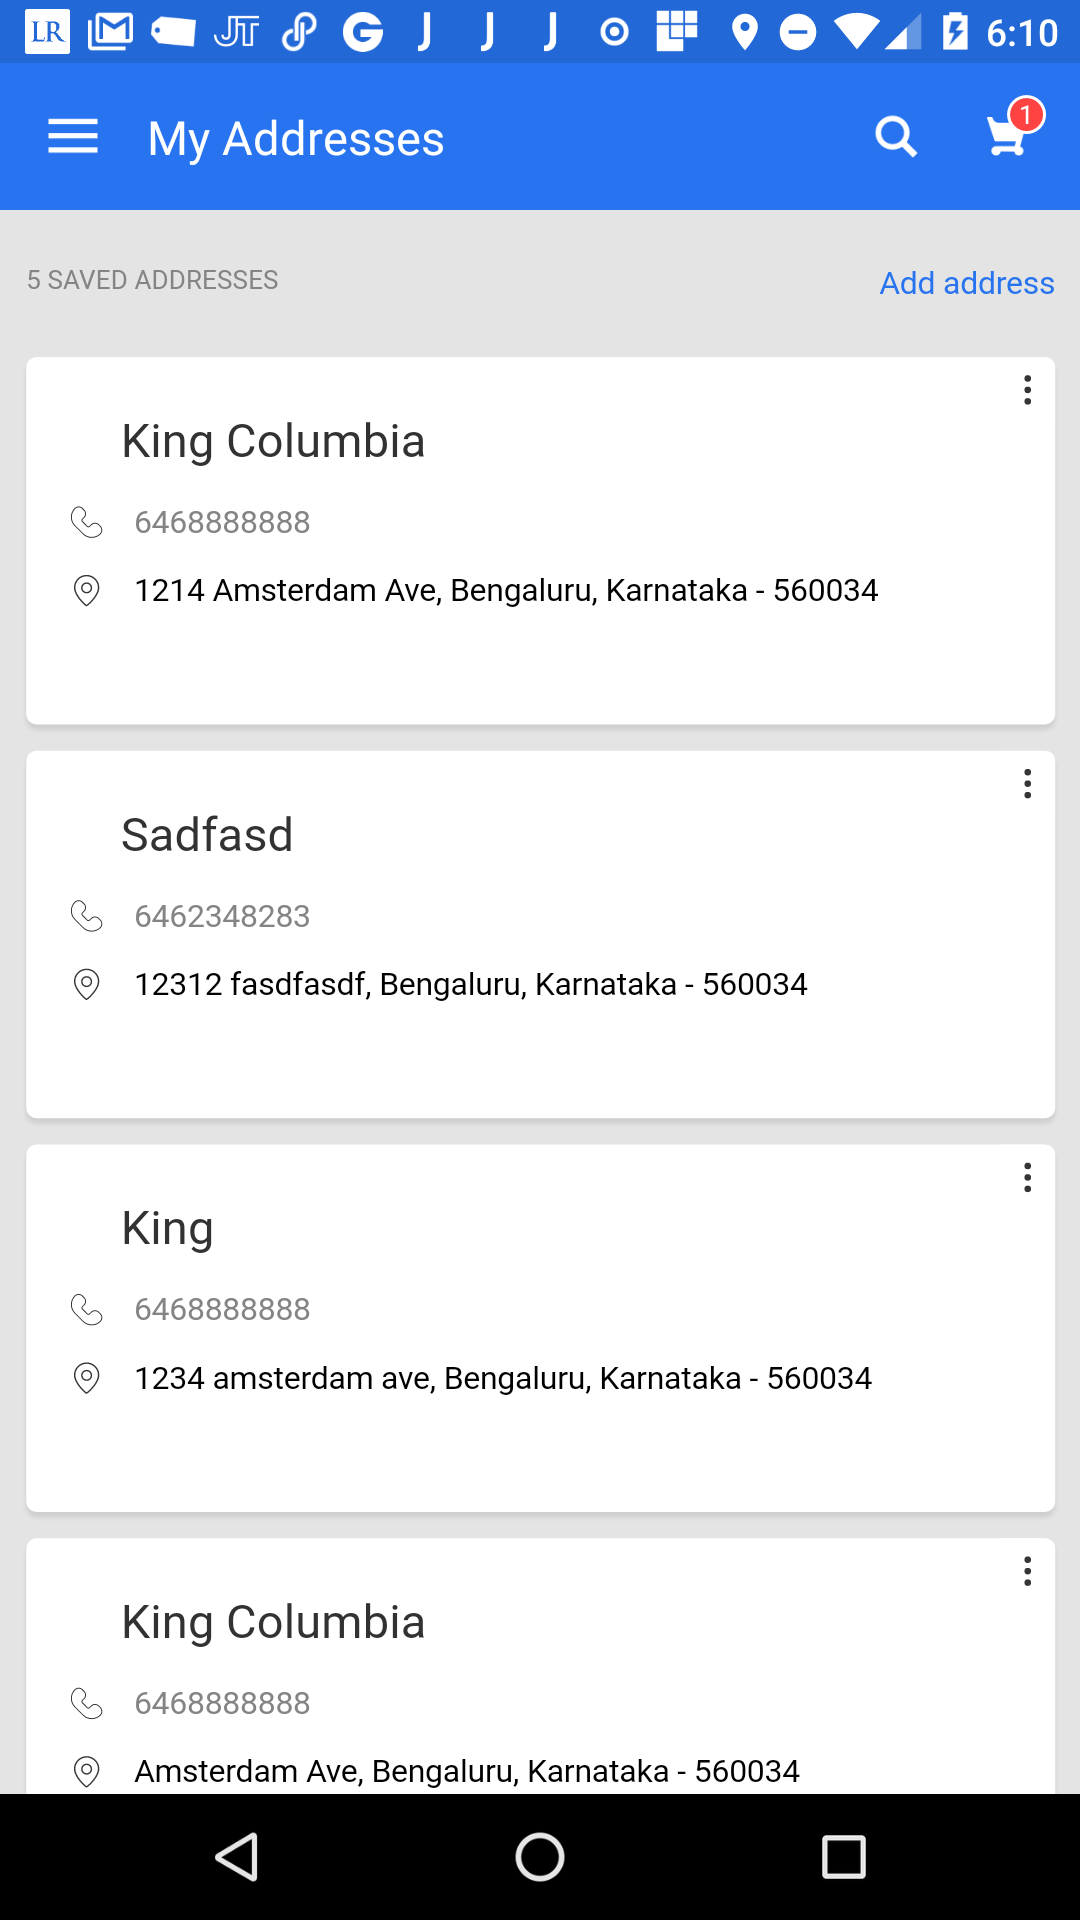 LR JT G J J J 6:10
My Addresses 1
5 SAVED ADDRESSES Add address
King Columbia
6468888888
1214 Amsterdam Ave, Bengaluru, Karnataka - 560034
Sadfasd
6462348283
12312 fasdfasdf, Bengaluru, Karnataka - 560034
King
6468888888
1234 amsterdam ave, Bengaluru, Karnataka - 560034
King Columbia
6468888888
Amsterdam Ave, Bengaluru, Karnataka - 560034